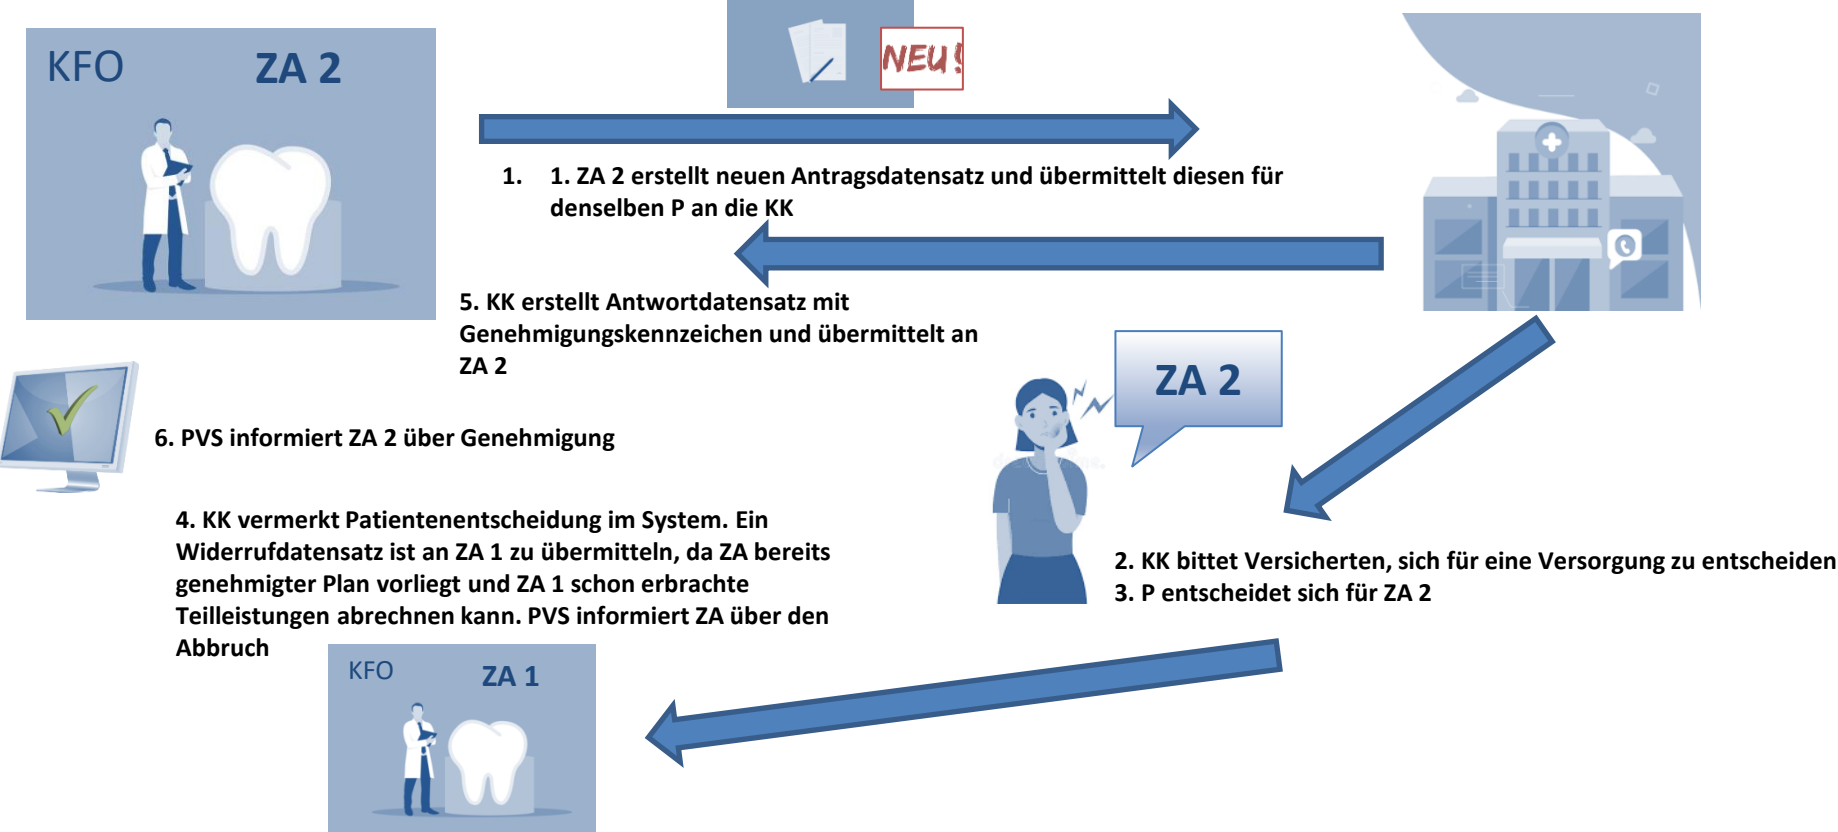 KFO
ZA 2
NEU!
1. 1. ZA 2 erstellt neuen Antragsdatensatz und übermittelt diesen für
denselben P an die KK
5. KK erstellt Antwortdatensatz mit
Genehmigungskennzeichen und übermittelt an
ZA 2
ZA 2
6. PVS informiert ZA 2 über Genehmigung
4. KK vermerkt Patientenentscheidung im System. Ein
Widerrufdatensatz ist an ZA 1 zu übermitteln, da ZA bereits
genehmigter Plan vorliegt und ZA 1 schon erbrachte
Teilleistungen abrechnen kann. PVS informiert ZA über den
Abbruch
2. KK bittet Versicherten, sich für eine Versorgung zu entscheiden
3. P entscheidet sich für ZA 2
KFO
ZA 1